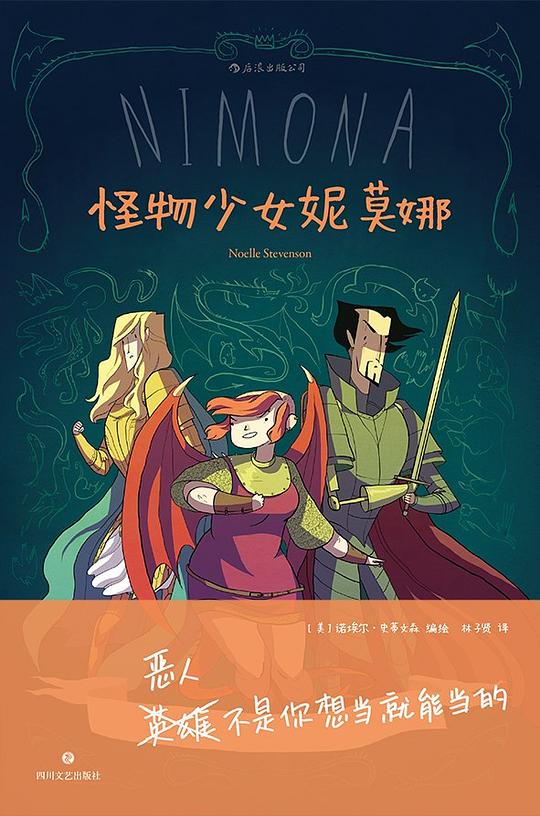 后浪出版公司
NIMONA
怪物少女妮莫娜
Noelle Stevenson
[美]诺埃尔·史蒂文森 编绘 林子贤 译
恶人
英雄不是你想当就能当的
四川文艺出版社